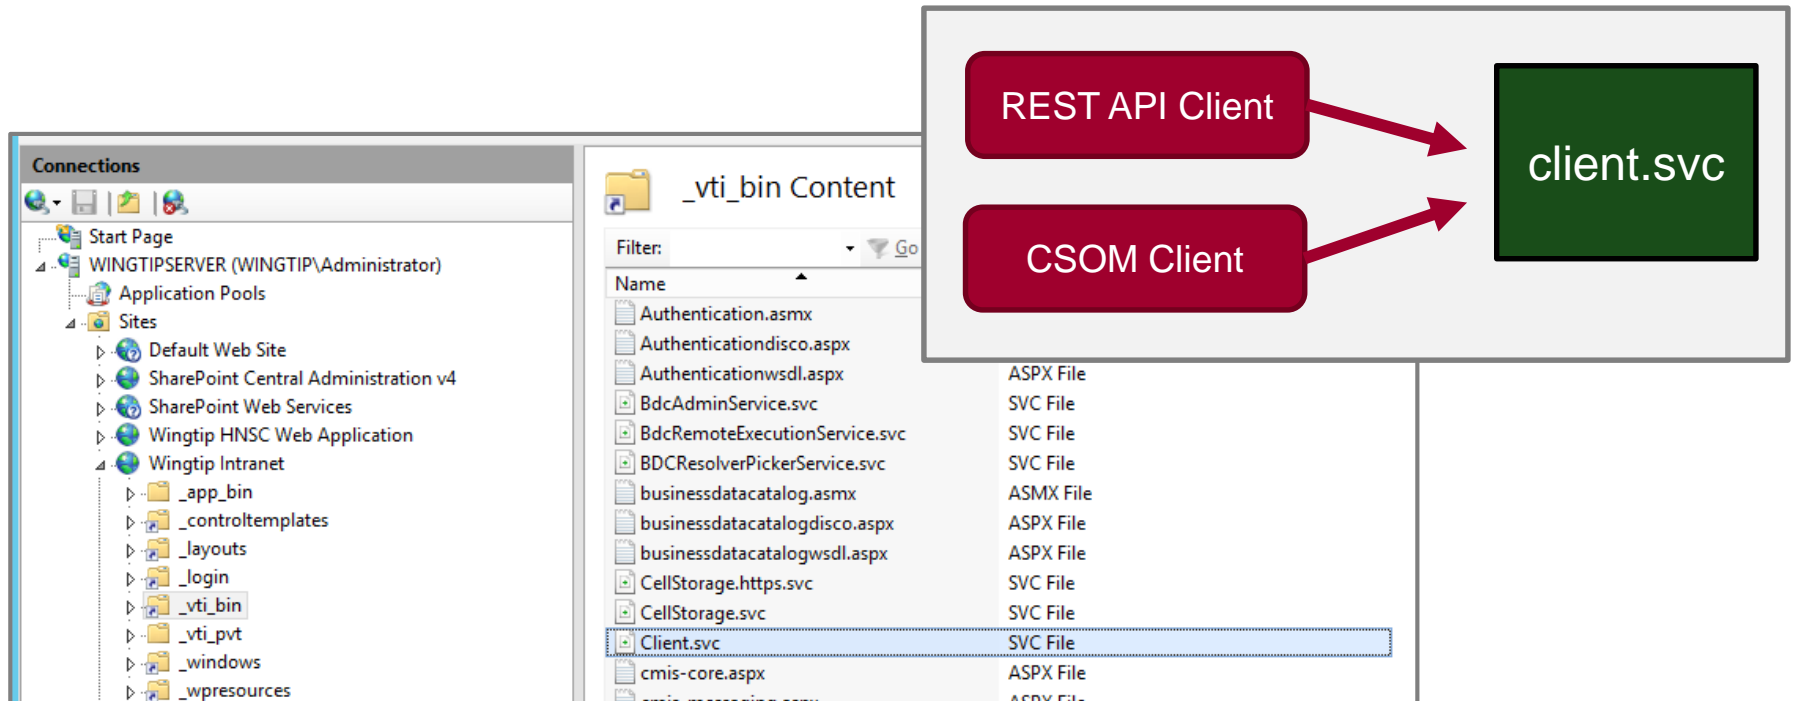 REST API Client
client.svc
CSOM Client
Connections
Start Page
WINGTIPSERVER (WINGTIP\Administrator)
Application Pools
Sites
Default Web Site
SharePoint Central Administration v4
SharePoint Web Services
Wingtip HNSC Web Application
Wingtip Intranet
_app_bin
_controltemplates
_layouts
_login
_vti_bin
_vti_pvt
_windows
_wpresources
_vti_bin Content
Filter: Go
Name
Authentication.asmx
Authenticationdisco.aspx
Authenticationwsdl.aspx ASPX File
BdcAdminService.svc SVC File
BdcRemoteExecutionService.svc SVC File
BDCResolverPickerService.svc SVC File
businessdatacatalog.asmx ASMX File
businessdatacatalogdisco.aspx ASPX File
businessdatacatalogwsdl.aspx ASPX File
CellStorage.https.svc SVC File
CellStorage.svc SVC File
Client.svc SVC File
cmis-core.aspx ASPX File